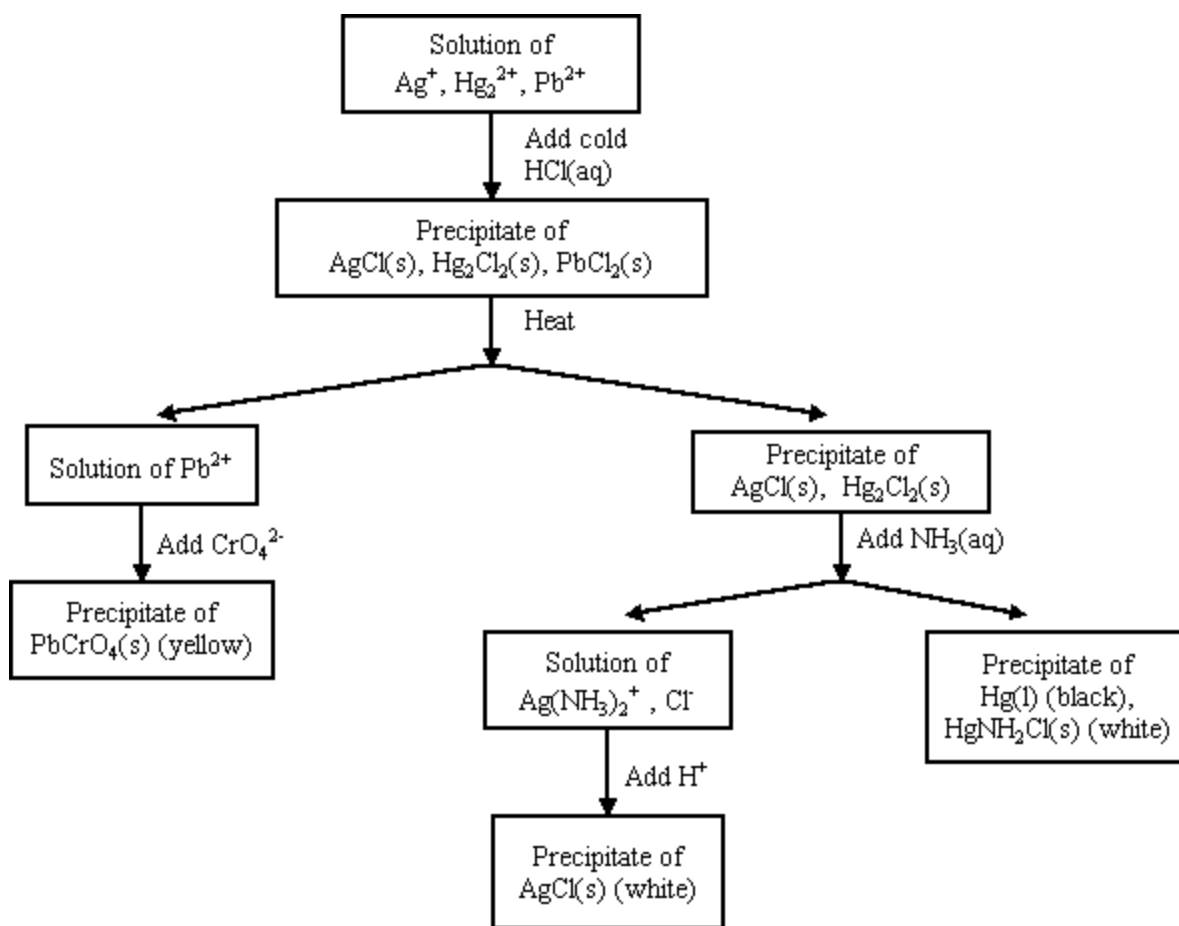 Solution of
Ag⁺, Hg₂²⁺, Pb²⁺
Add cold
HCl(aq)
Precipitate of
AgCl(s), Hg₂Cl₂(s), PbCl₂(s)
Heat
Solution of Pb²⁺
Add CrO₄²⁻
Precipitate of
PbCrO₄(s) (yellow)
Precipitate of
AgCl(s), Hg₂Cl₂(s)
Add NH₃(aq)
Solution of
Ag(NH₃)₂⁺ , Cl⁻
Add H⁺
Precipitate of
AgCl(s) (white)
Precipitate of
Hg(l) (black),
HgNH₂Cl(s) (white)